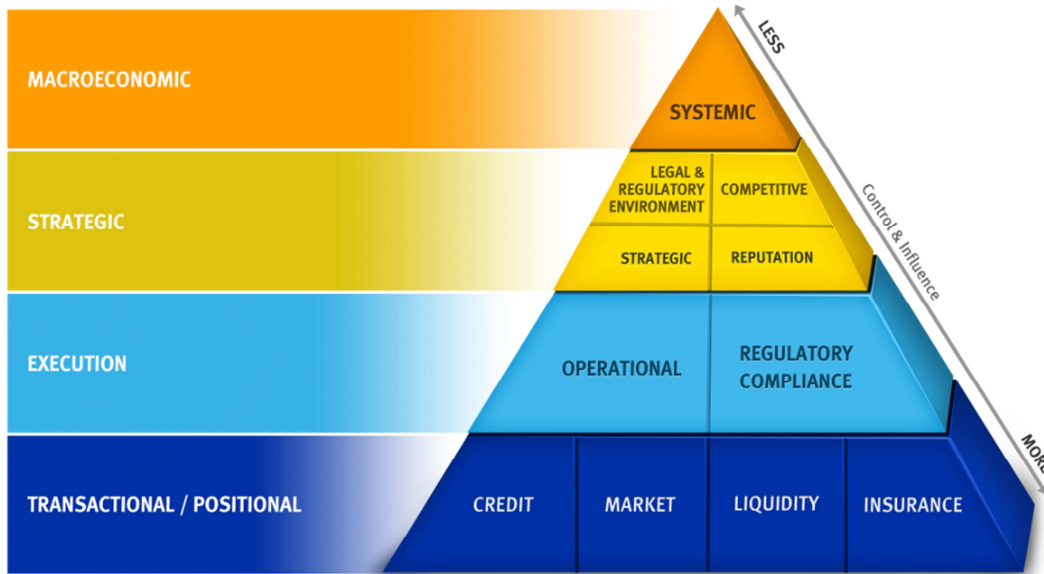 MACROECONOMIC
SYSTEMIC
LESS
STRATEGIC
LEGAL &
REGULATORY
ENVIRONMENT
COMPETITIVE
STRATEGIC
REPUTATION
Control & Influence
EXECUTION
OPERATIONAL
REGULATORY
COMPLIANCE
TRANSACTIONAL / POSITIONAL
CREDIT
MARKET
LIQUIDITY
INSURANCE
MORE